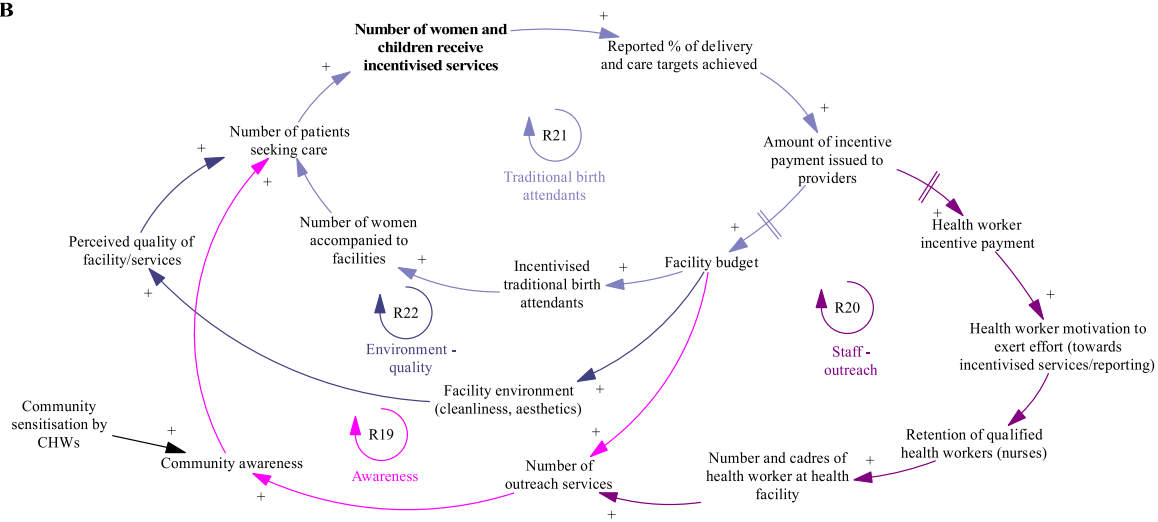 B
Number of women and
children receive
incentivised services
+
Reported % of delivery
and care targets achieved
+
+
Number of patients
seeking care
+
+
R21
Traditional birth
attendants
Amount of incentive
payment issued to
providers
Number of women
accompanied to
facilities
+
Perceived quality of
facility/services
+
Incentivised
traditional birth
attendants
+
Facility budget
+
+
Health worker
incentive payment
+
R22
Environment -
quality
R20
Staff -
outreach
Health worker motivation to
exert effort (towards
incentivised services/reporting)
+
Facility environment
(cleanliness, aesthetics)
+
Community
sensitisation by
CHWs
+
Community awareness
+
R19
Awareness
+
Number of
outreach services
+
Number and cadres of
health worker at health
facility
+
Retention of qualified
health workers (nurses)